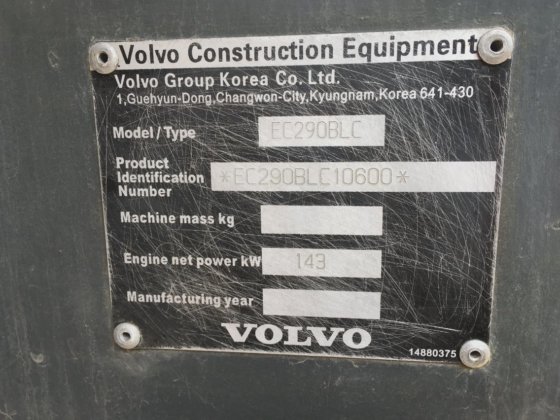 Volvo Construction Equipment
Volvo Group Korea Co. Ltd.
1,Guehyun-Dong,Changwon-City,Kyungnam,Korea 641-430
Model / Type EC290BLC
Product
Identification *EC290BLC10600*
Number
Machine mass kg
Engine net power kW 143
Manufacturing year
VOLVO
14880375